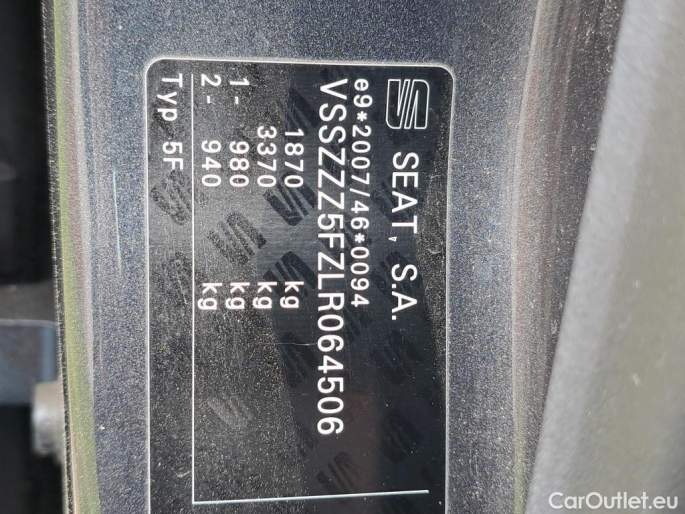 SEAT, S.A.
e9*2007/46*0094
VSSZZZ5FZLR064506
1870 kg
3370 kg
1- 980 kg
2- 940 kg
Typ 5F
CarOutlet.eu